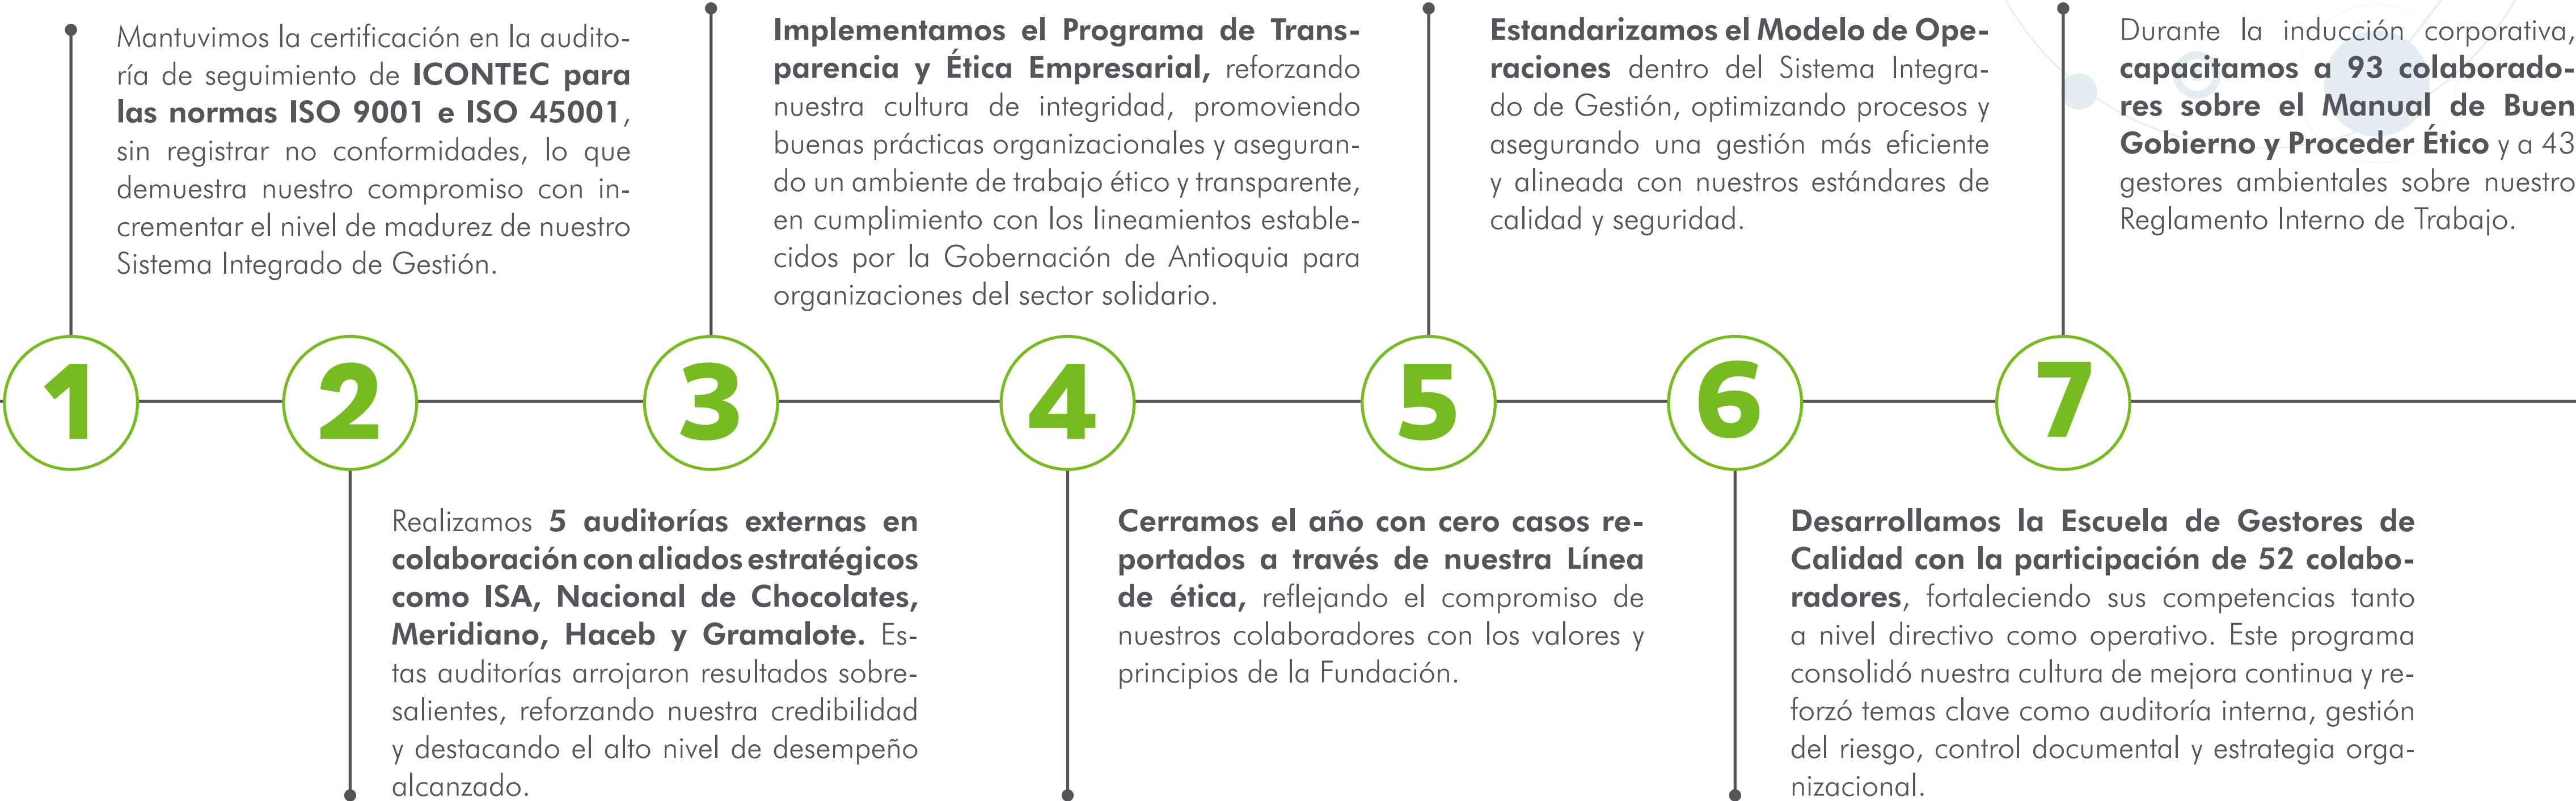 1
Mantuvimos la certificación en la audito-
ría de seguimiento de ICONTEC para
las normas ISO 9001 e ISO 45001,
sin registrar no conformidades, lo que
demuestra nuestro compromiso con in-
crementar el nivel de madurez de nuestro
Sistema Integrado de Gestión.
2
Realizamos 5 auditorías externas en
colaboración con aliados estratégicos
como ISA, Nacional de Chocolates,
Meridiano, Haceb y Gramalote. Es-
tas auditorías arrojaron resultados sobre-
salientes, reforzando nuestra credibilidad
y destacando el alto nivel de desempeño
alcanzado.
3
Implementamos el Programa de Trans-
parencia y Ética Empresarial, reforzando
nuestra cultura de integridad, promoviendo
buenas prácticas organizacionales y aseguran-
do un ambiente de trabajo ético y transparente,
en cumplimiento con los lineamientos estable-
cidos por la Gobernación de Antioquia para
organizaciones del sector solidario.
4
Cerramos el año con cero casos re-
portados a través de nuestra Línea
de ética, reflejando el compromiso de
nuestros colaboradores con los valores y
principios de la Fundación.
5
Estandarizamos el Modelo de Ope-
raciones dentro del Sistema Integra-
do de Gestión, optimizando procesos y
asegurando una gestión más eficiente
y alineada con nuestros estándares de
calidad y seguridad.
6
Desarrollamos la Escuela de Gestores de
Calidad con la participación de 52 colabo-
radores, fortaleciendo sus competencias tanto
a nivel directivo como operativo. Este programa
consolidó nuestra cultura de mejora continua y re-
forzó temas clave como auditoría interna, gestión
del riesgo, control documental y estrategia orga-
nizacional.
7
Durante la inducción corporativa,
capacitamos a 93 colaborado-
res sobre el Manual de Buen
Gobierno y Proceder Ético y a 43
gestores ambientales sobre nuestro
Reglamento Interno de Trabajo.